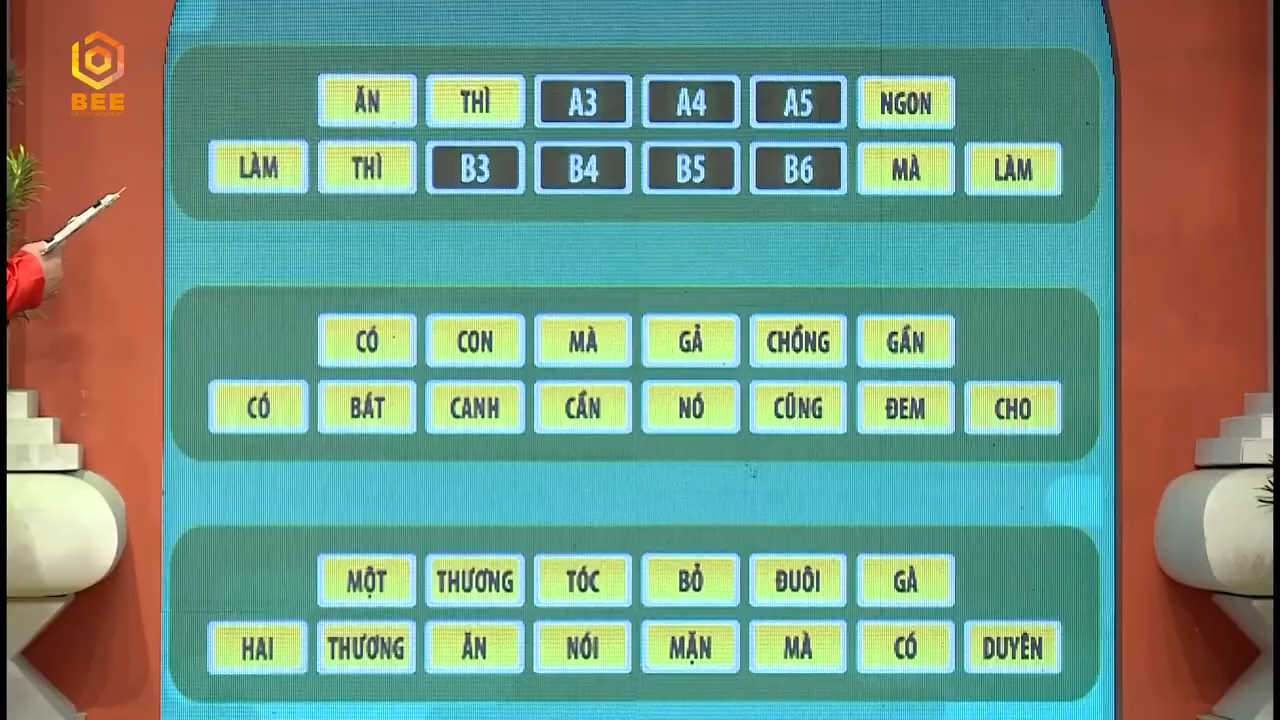 BEE
ĂN THÌ A3 A4 A5 NGON
LÀM THÌ B3 B4 B5 B6 MÀ LÀM
CÓ CON MÀ GẢ CHỒNG GẦN
CÓ BÁT CANH CẦN NÓ CŨNG ĐEM CHO
MỘT THƯƠNG TÓC BỎ ĐUÔI GÀ
HAI THƯƠNG ĂN NÓI MẶN MÀ CÓ DUYÊN